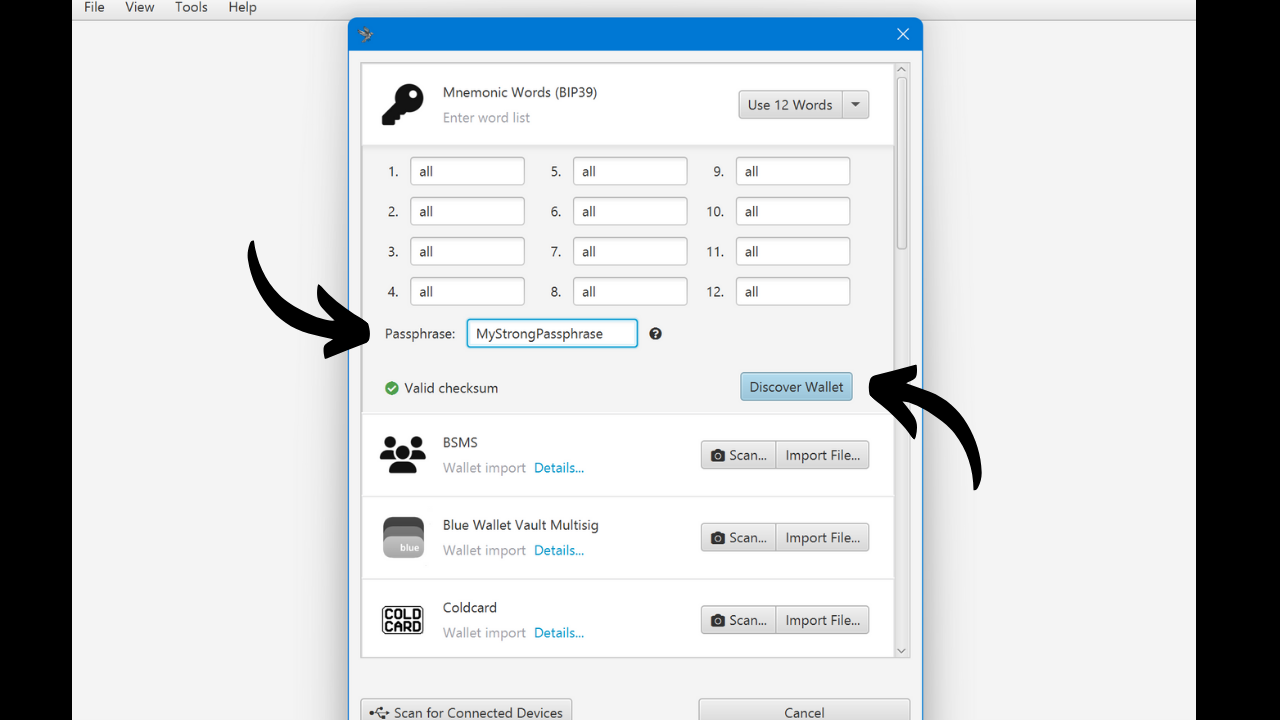 File View Tools Help
Mnemonic Words (BIP39)
Enter word list
Use 12 Words
1. all 5. all 9. all
2. all 6. all 10. all
3. all 7. all 11. all
4. all 8. all 12. all
Passphrase: MyStrongPassphrase ?
Valid checksum
Discover Wallet
BSMS
Wallet import Details...
Scan... Import File...
blue
Blue Wallet Vault Multisig
Wallet import Details...
Scan... Import File...
COLD
CARD
Coldcard
Wallet import Details...
Scan... Import File...
Scan for Connected Devices
Cancel